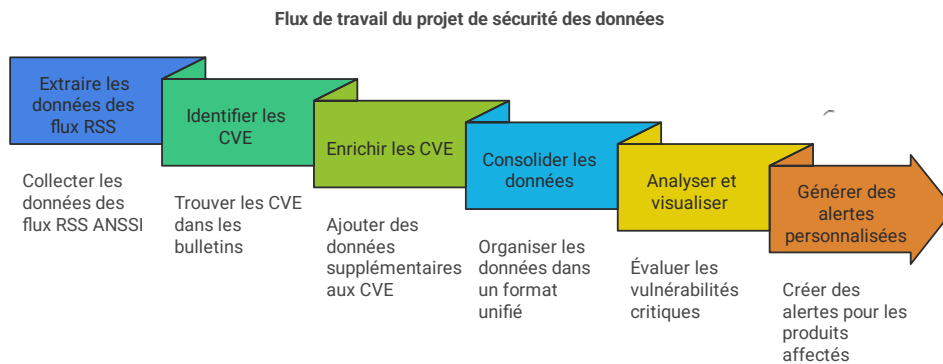 Flux de travail du projet de sécurité des données
Extraire les
données des
flux RSS
Collecter les
données des
flux RSS ANSSI
Identifier les
CVE
Trouver les CVE
dans les
bulletins
Enrichir les CVE
Ajouter des
données
supplémentaires
aux CVE
Consolider les
données
Organiser les
données dans
un format
unifié
Analyser et
visualiser
Évaluer les
vulnérabilités
critiques
Générer des
alertes
personnalisées
Créer des
alertes pour les
produits
affectés